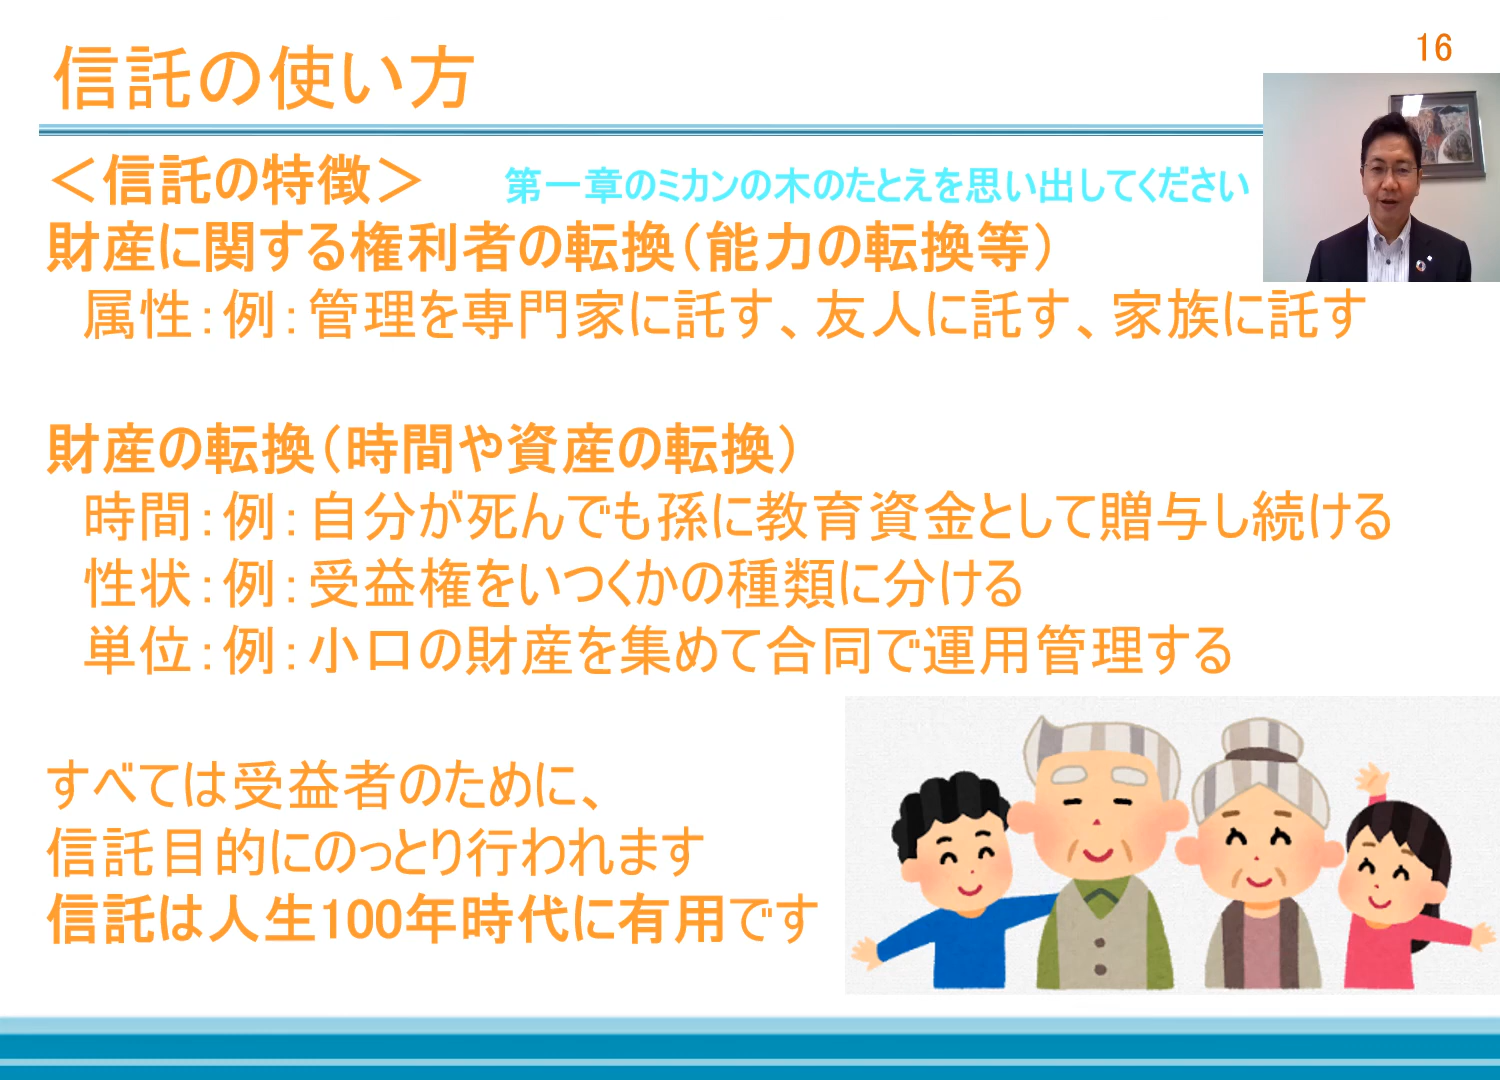 16
信託の使い方
＜信託の特徴＞ 第一章のミカンの木のたとえを思い出してください
財産に関する権利者の転換（能力の転換等）
属性：例：管理を専門家に託す、友人に託す、家族に託す
財産の転換（時間や資産の転換）
時間：例：自分が死んでも孫に教育資金として贈与し続ける
性状：例：受益権をいつくかの種類に分ける
単位：例：小口の財産を集めて合同で運用管理する
すべては受益者のために、
信託目的にのっとり行われます
信託は人生100年時代に有用です